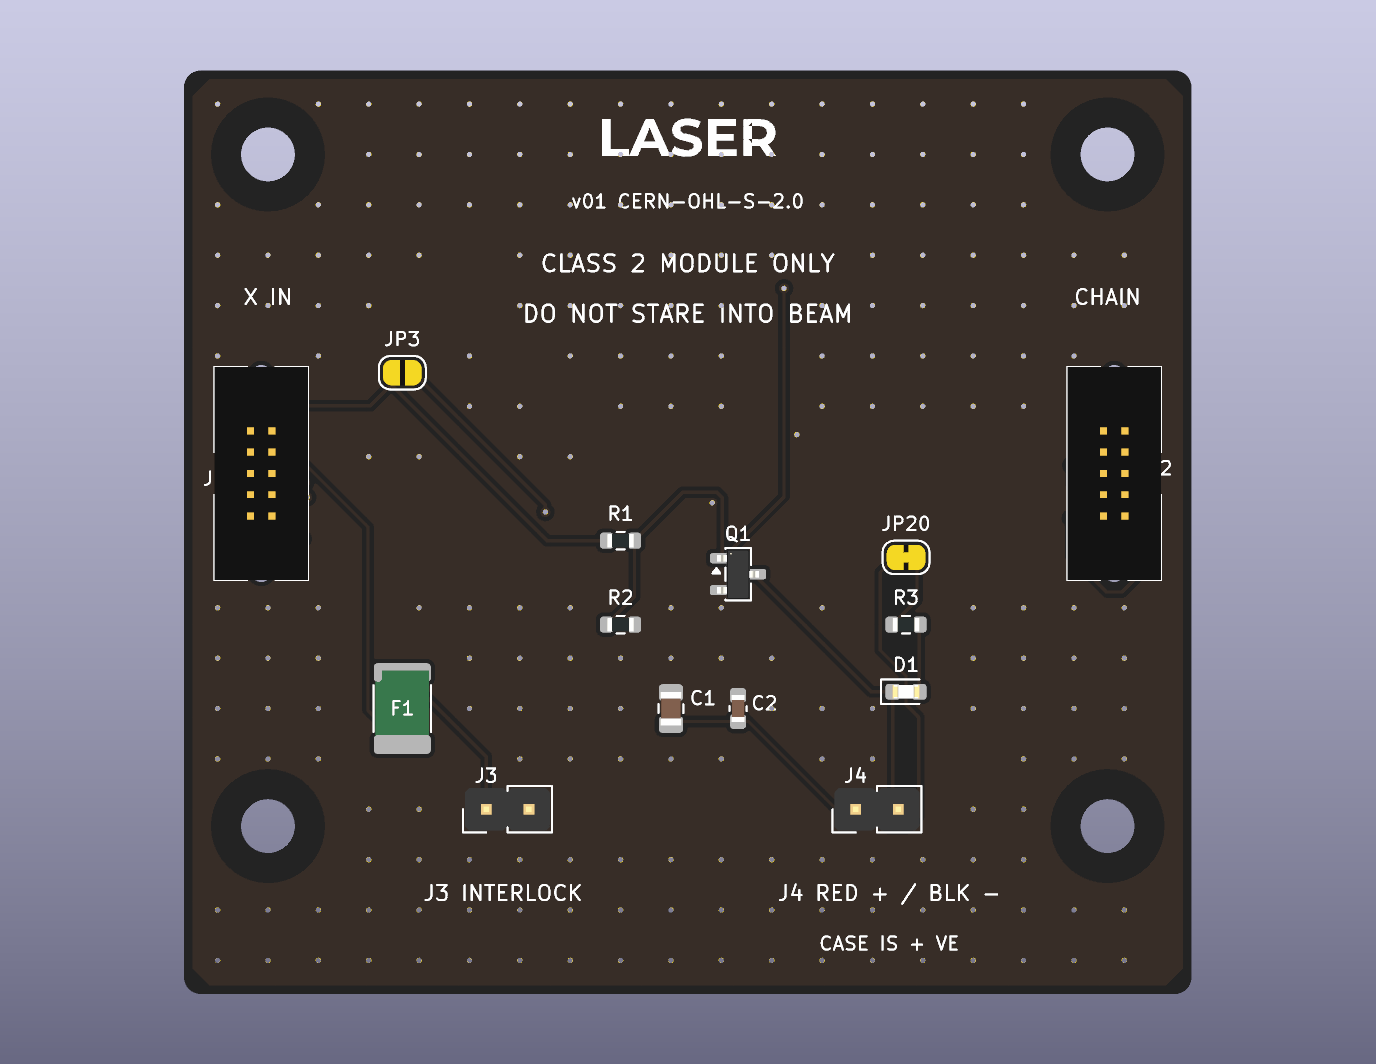 LASER
v01 CERN-OHL-S-2.0
CLASS 2 MODULE ONLY
X IN
CHAIN
DO NOT STARE INTO BEAM
JP3
J
2
R1
JP20
Q1
R2
R3
D1
C1
C2
F1
J3
J4
J3 INTERLOCK
J4 RED + / BLK -
CASE IS + VE